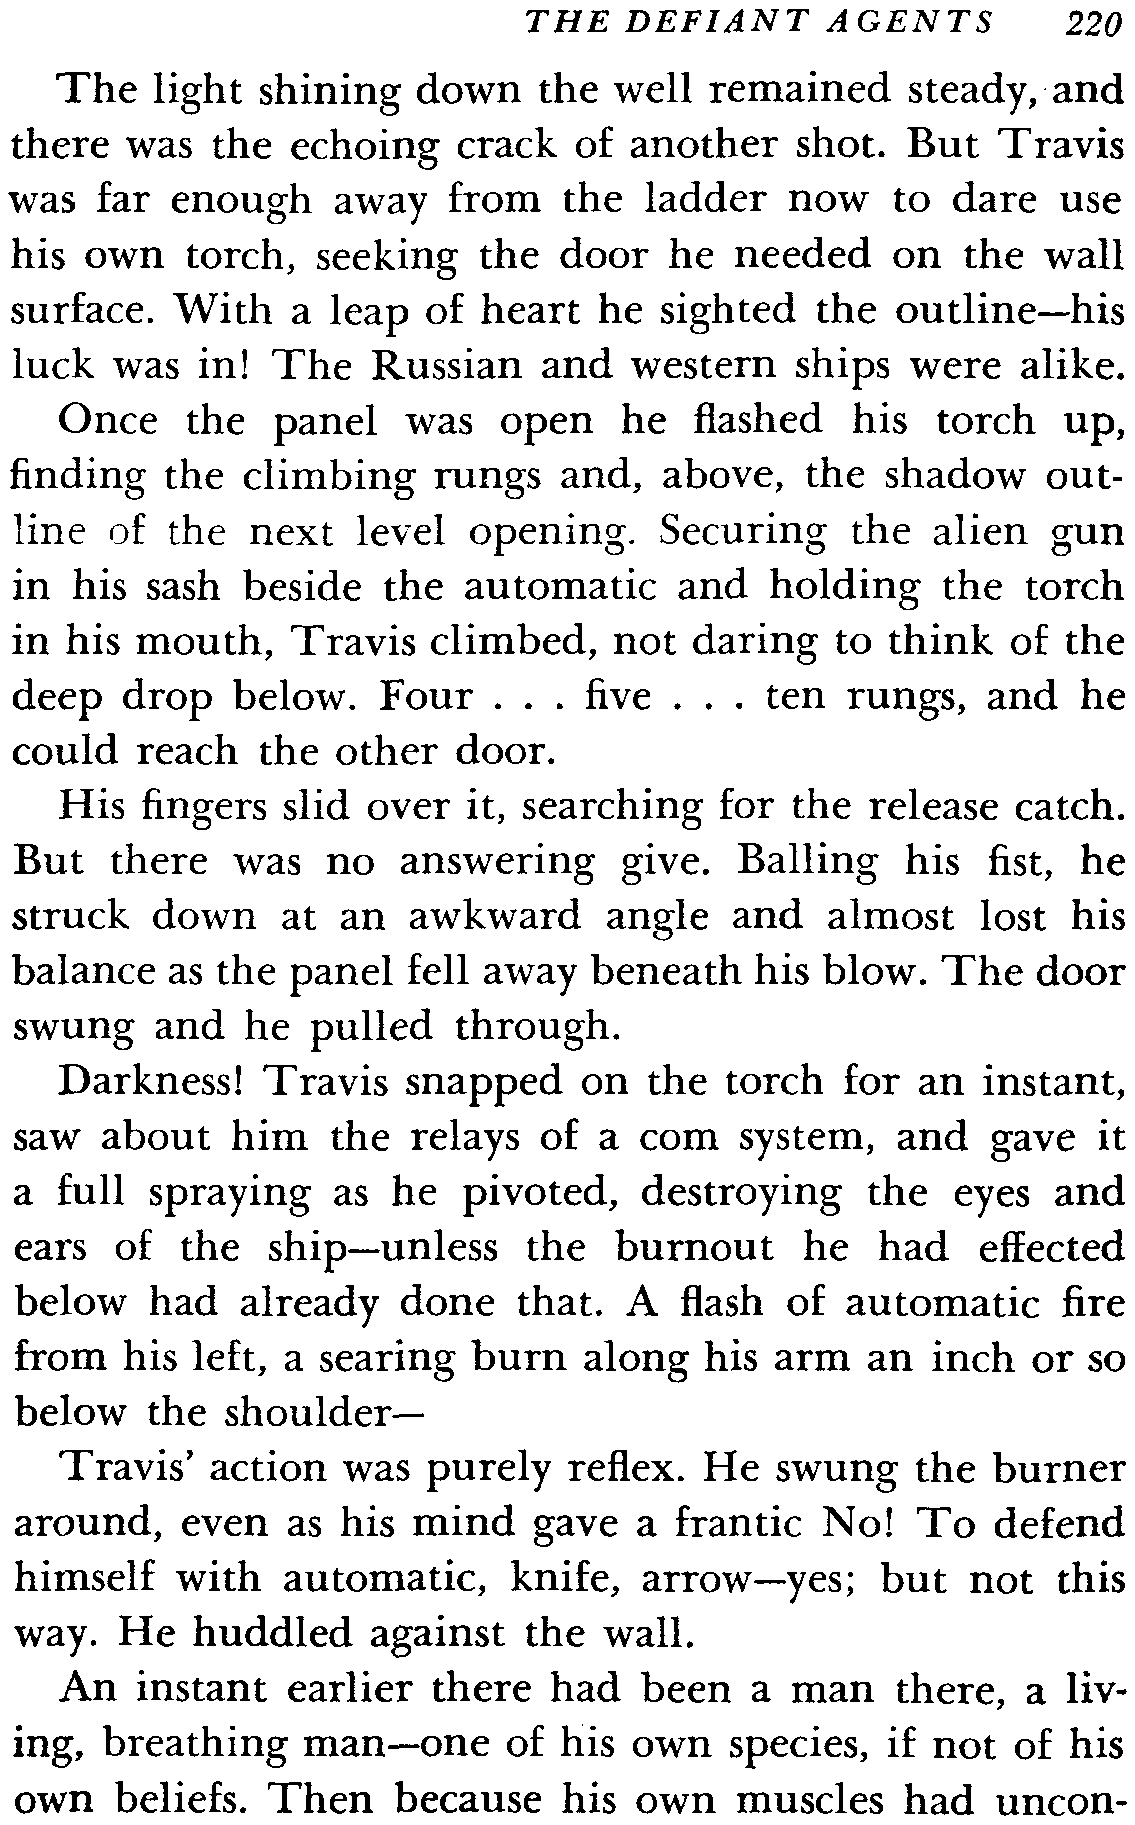 THE DEFIANT AGENTS 220
The light shining down the well remained steady, and
there was the echoing crack of another shot. But Travis
was far enough away from the ladder now to dare use
his own torch, seeking the door he needed on the wall
surface. With a leap of heart he sighted the outline—his
luck was in! The Russian and western ships were alike.
Once the panel was open he flashed his torch up,
finding the climbing rungs and, above, the shadow out-
line of the next level opening. Securing the alien gun
in his sash beside the automatic and holding the torch
in his mouth, Travis climbed, not daring to think of the
deep drop below. Four . . . five . . . ten rungs, and he
could reach the other door.
His fingers slid over it, searching for the release catch.
But there was no answering give. Balling his fist, he
struck down at an awkward angle and almost lost his
balance as the panel fell away beneath his blow. The door
swung and he pulled through.
Darkness! Travis snapped on the torch for an instant,
saw about him the relays of a com system, and gave it
a full spraying as he pivoted, destroying the eyes and
ears of the ship—unless the burnout he had effected
below had already done that. A flash of automatic fire
from his left, a searing burn along his arm an inch or so
below the shoulder—
Travis' action was purely reflex. He swung the burner
around, even as his mind gave a frantic No! To defend
himself with automatic, knife, arrow—yes; but not this
way. He huddled against the wall.
An instant earlier there had been a man there, a liv-
ing, breathing man—one of his own species, if not of his
own beliefs. Then because his own muscles had uncon-